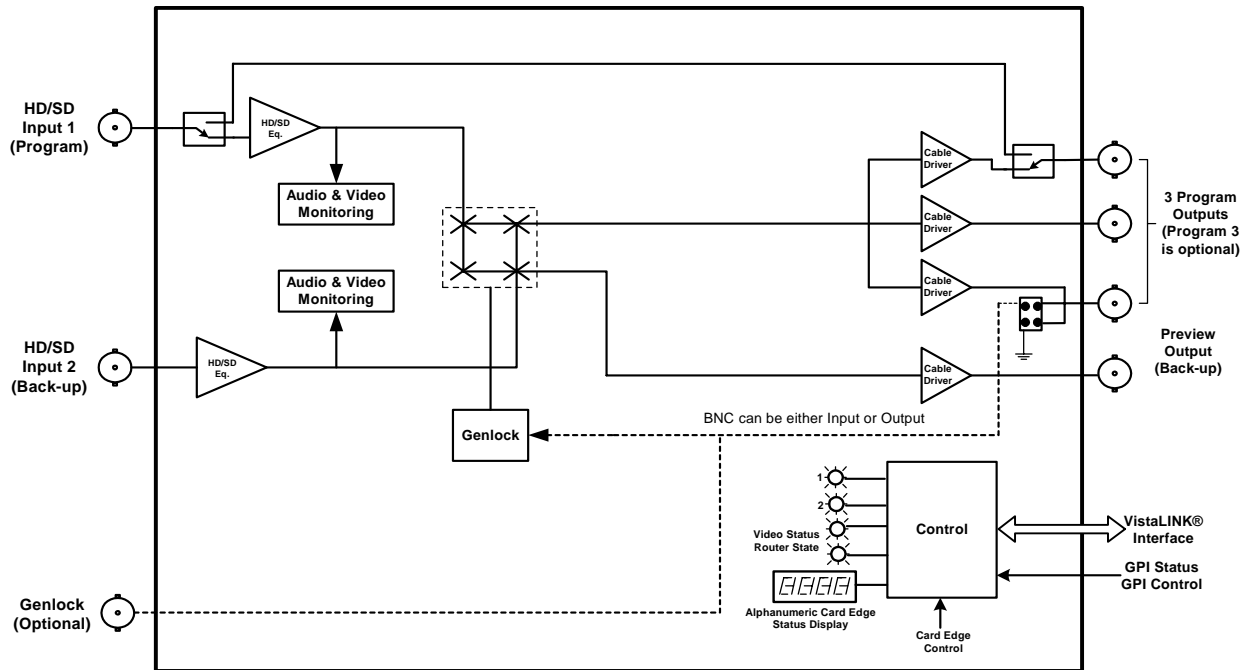 HD/SD
Input 1
(Program)
HD/SD
Eq.
Audio & Video
Monitoring
Cable
Driver
Cable
Driver
Cable
Driver
3 Program
Outputs
(Program 3
is optional)
Audio & Video
Monitoring
HD/SD
Input 2
(Back-up)
HD/SD
Eq.
Cable
Driver
Preview
Output
(Back-up)
Genlock
BNC can be either Input or Output
1
2
Video Status
Router State
Control
VistaLINK®
Interface
GPI Status
GPI Control
Alphanumeric Card Edge
Status Display
Card Edge
Control
Genlock
(Optional)